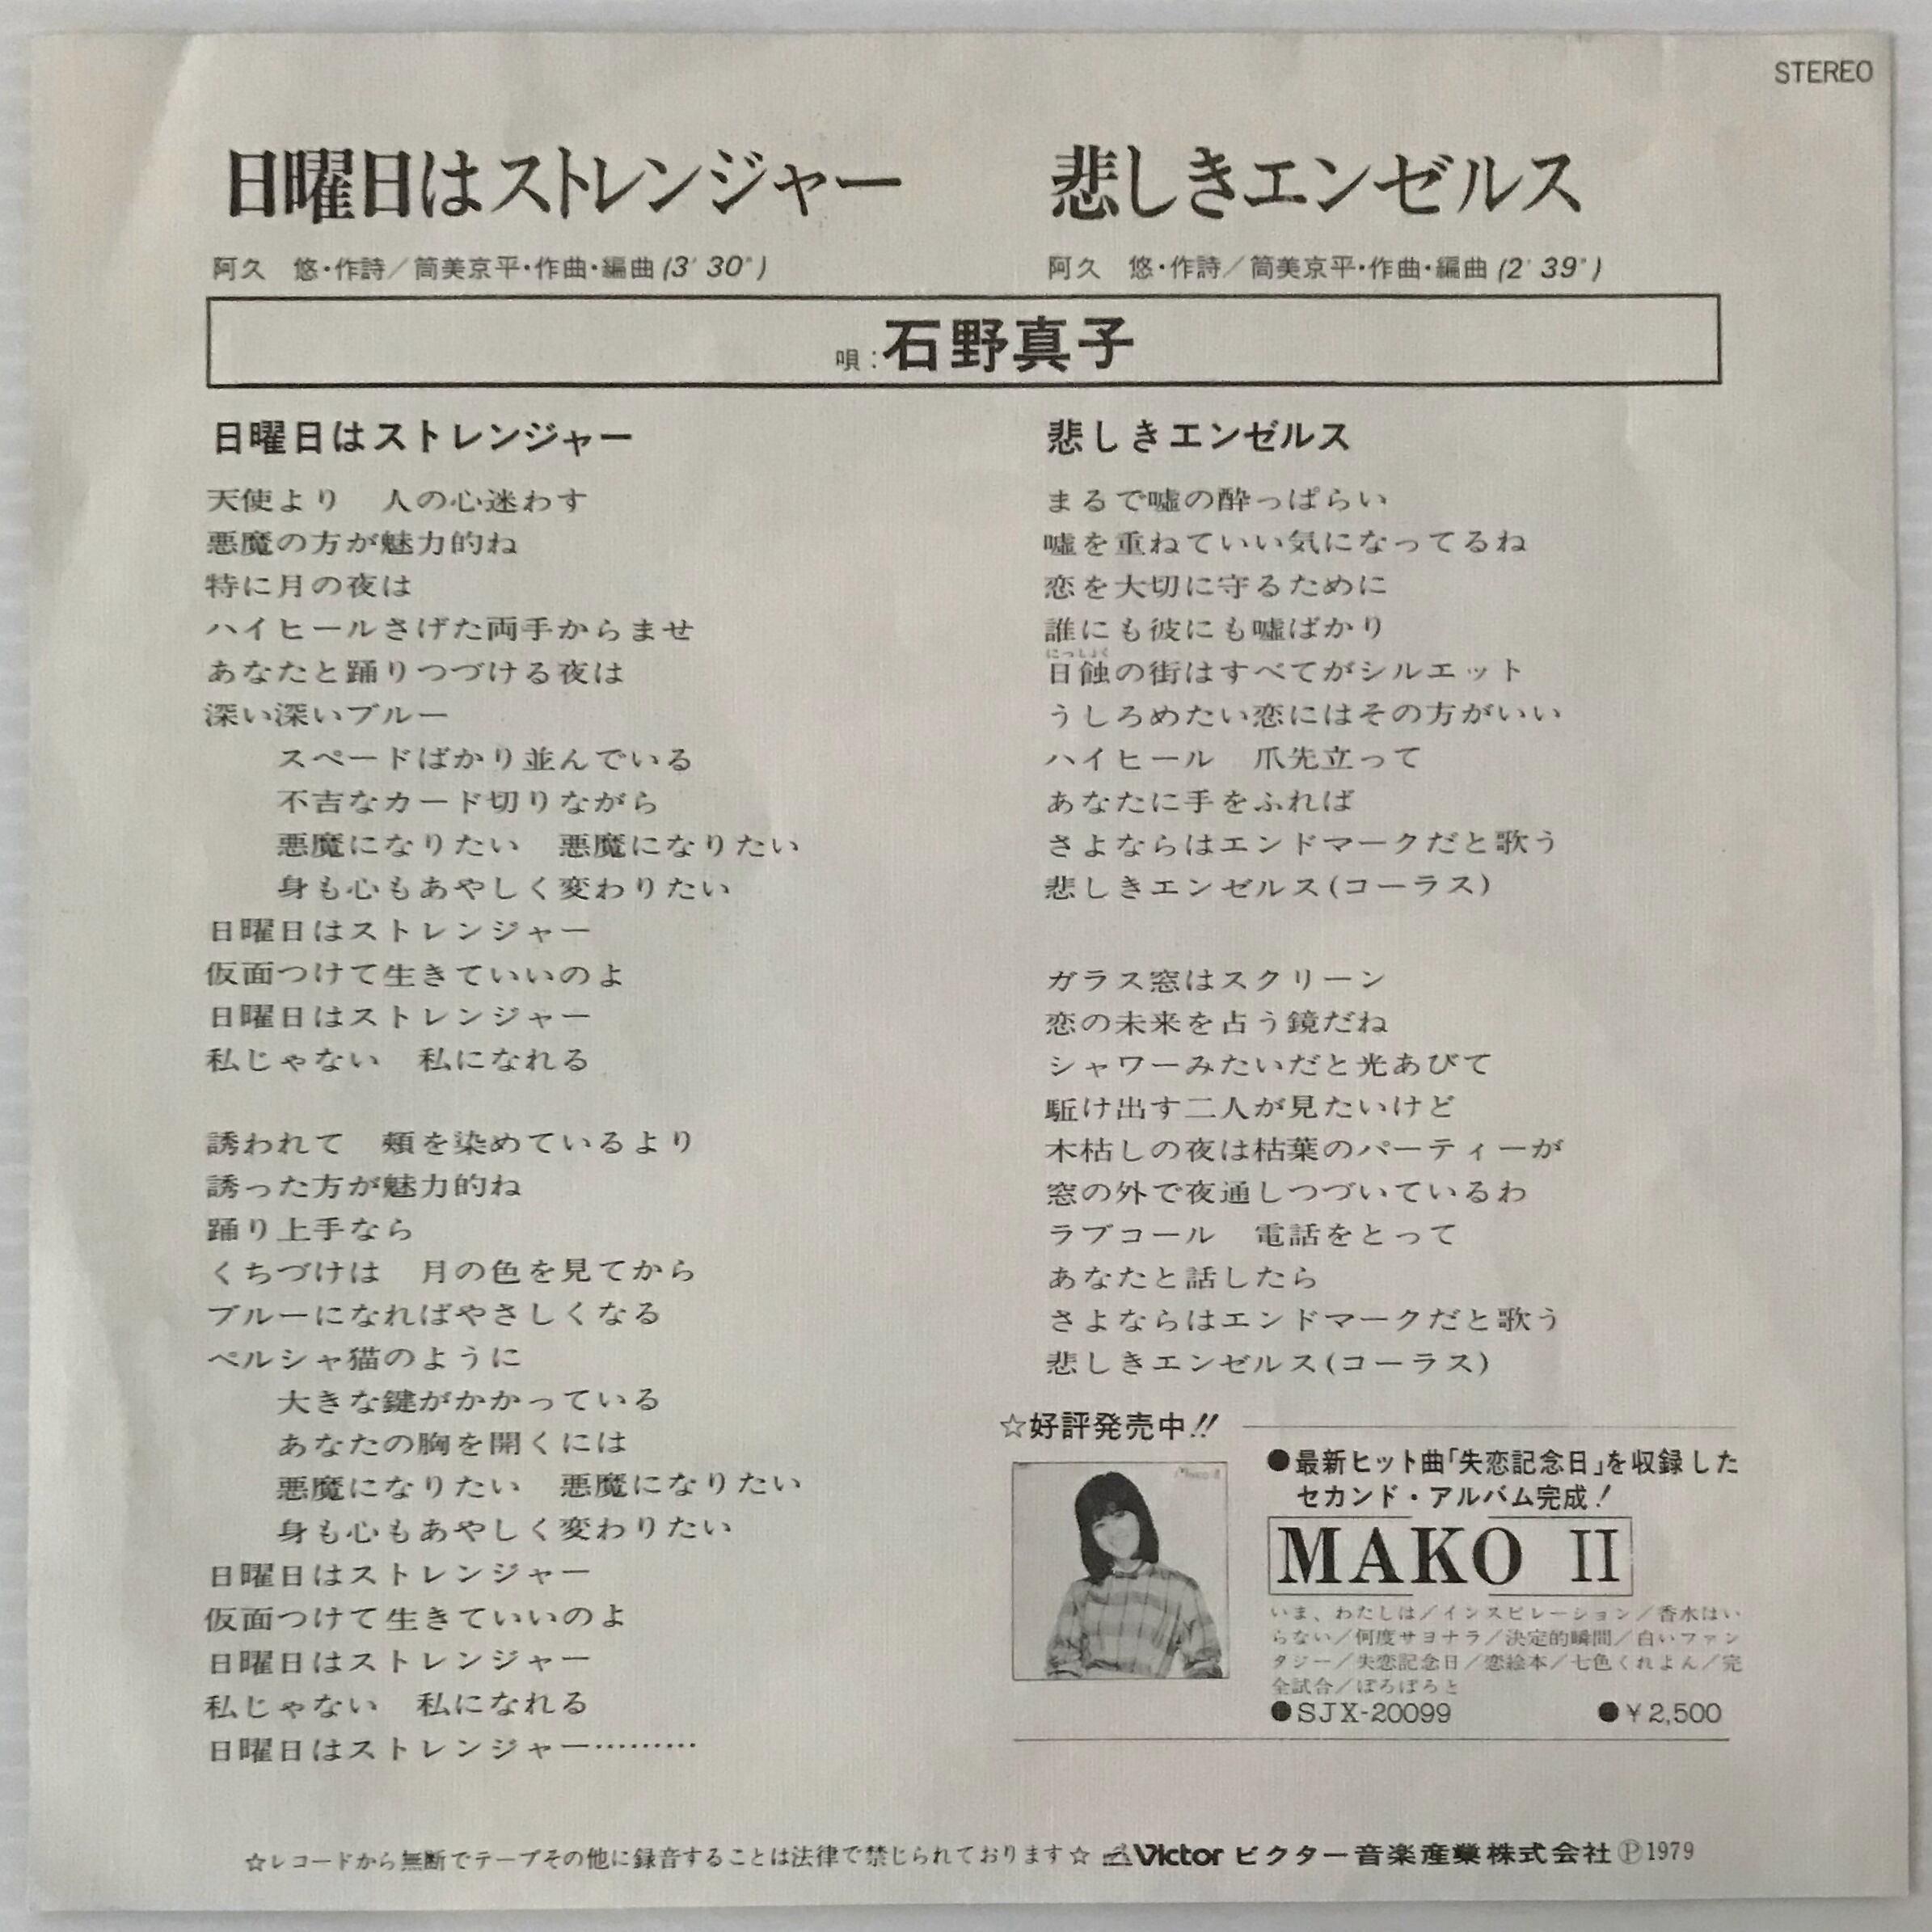 STEREO
日曜日はストレンジャー
阿久　悠・作詩／筒美京平・作曲・編曲(3′30″)
悲しきエンゼルス
阿久　悠・作詩／筒美京平・作曲・編曲(2′39″)
唄：石野真子
日曜日はストレンジャー
天使より　人の心迷わす
悪魔の方が魅力的ね
特に月の夜は
ハイヒールさげた両手からませ
あなたと踊りつづける夜は
深い深いブルー
スペードばかり並んでいる
不吉なカード切りながら
悪魔になりたい　悪魔になりたい
身も心もあやしく変わりたい
日曜日はストレンジャー
仮面つけて生きていいのよ
日曜日はストレンジャー
私じゃない　私になれる
誘われて　頬を染めているより
誘った方が魅力的ね
踊り上手なら
くちづけは　月の色を見てから
ブルーになればやさしくなる
ペルシャ猫のように
大きな鍵がかかっている
あなたの胸を開くには
悪魔になりたい　悪魔になりたい
身も心もあやしく変わりたい
日曜日はストレンジャー
仮面つけて生きていいのよ
日曜日はストレンジャー
私じゃない　私になれる
日曜日はストレンジャー………
悲しきエンゼルス
まるで嘘の酔っぱらい
嘘を重ねていい気になってるね
恋を大切に守るために
誰にも彼にも嘘ばかり
にっしょく
日蝕の街はすべてがシルエット
うしろめたい恋にはその方がいい
ハイヒール　爪先立って
あなたに手をふれば
さよならはエンドマークだと歌う
悲しきエンゼルス(コーラス)
ガラス窓はスクリーン
恋の未来を占う鏡だね
シャワーみたいだと光あびて
駈け出す二人が見たいけど
木枯しの夜は枯葉のパーティーが
窓の外で夜通しつづいているわ
ラブコール　電話をとって
あなたと話したら
さよならはエンドマークだと歌う
悲しきエンゼルス(コーラス)
☆好評発売中!!
●最新ヒット曲「失恋記念日」を収録した
セカンド・アルバム完成!
MAKO II
いま、わたしは／インスピレーション／香水はい
らない／何度サヨナラ／決定的瞬間／白いファン
タジー／失恋記念日／恋絵本／七色くれよん／完
全試合／ぽろぽろと
●SJX-20099　●￥2,500
☆レコードから無断でテープその他に録音することは法律で禁じられております☆ Victor ビクター音楽産業株式会社Ⓟ1979